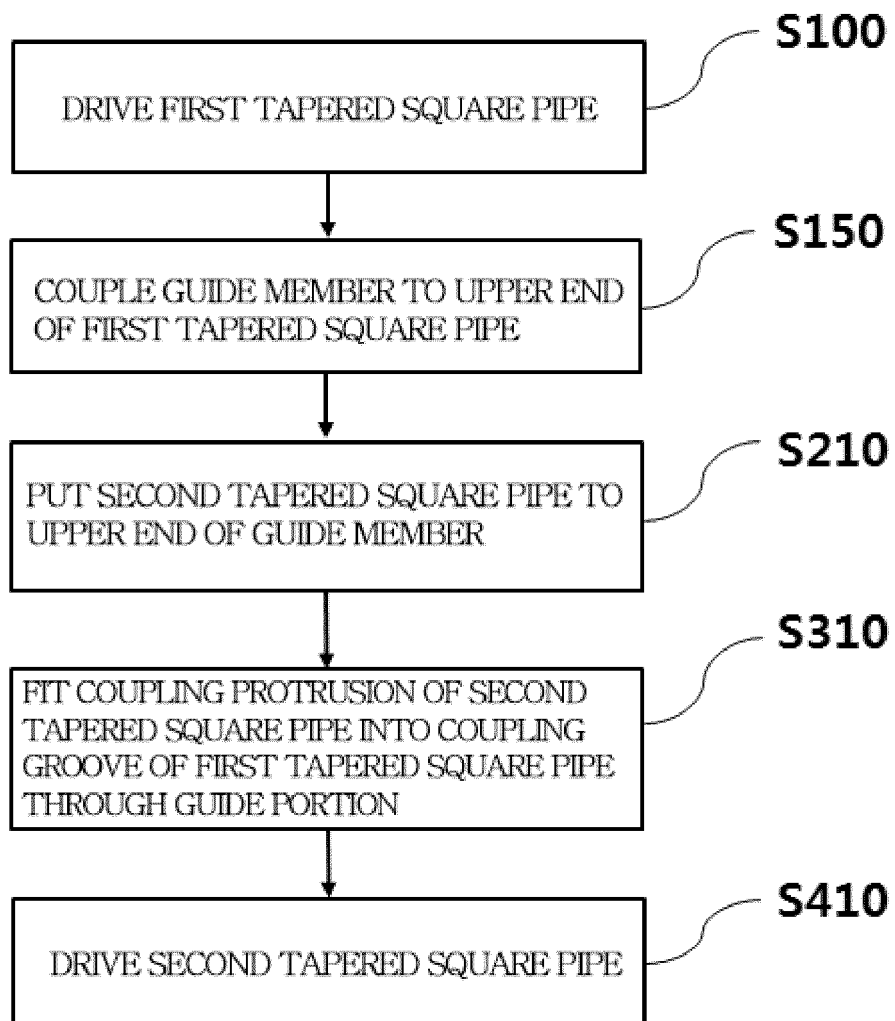 S100
DRIVE FIRST TAPERED SQUARE PIPE
S150
COUPLE GUIDE MEMBER TO UPPER END
OF FIRST TAPERED SQUARE PIPE
S210
PUT SECOND TAPERED SQUARE PIPE TO
UPPER END OF GUIDE MEMBER
S310
FIT COUPLING PROTRUSION OF SECOND
TAPERED SQUARE PIPE INTO COUPLING
GROOVE OF FIRST TAPERED SQUARE PIPE
THROUGH GUIDE PORTION
S410
DRIVE SECOND TAPERED SQUARE PIPE